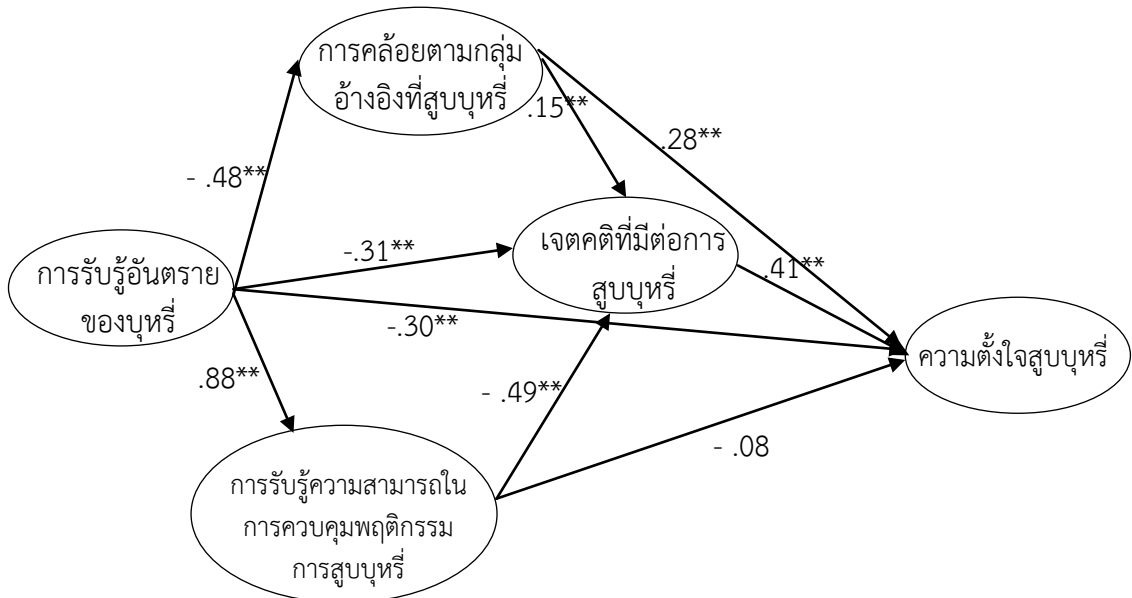 การคล้อยตามกลุ่ม
อ้างอิงที่สูบบุหรี่
.15**
.28**
- .48**
เจตคติที่มีต่อการ
สูบบุหรี่
-.31**
.41**
การรับรู้อันตราย
ของบุหรี่
-.30**
ความตั้งใจสูบบุหรี่
.88**
- .49**
- .08
การรับรู้ความสามารถใน
การควบคุมพฤติกรรม
การสูบบุหรี่